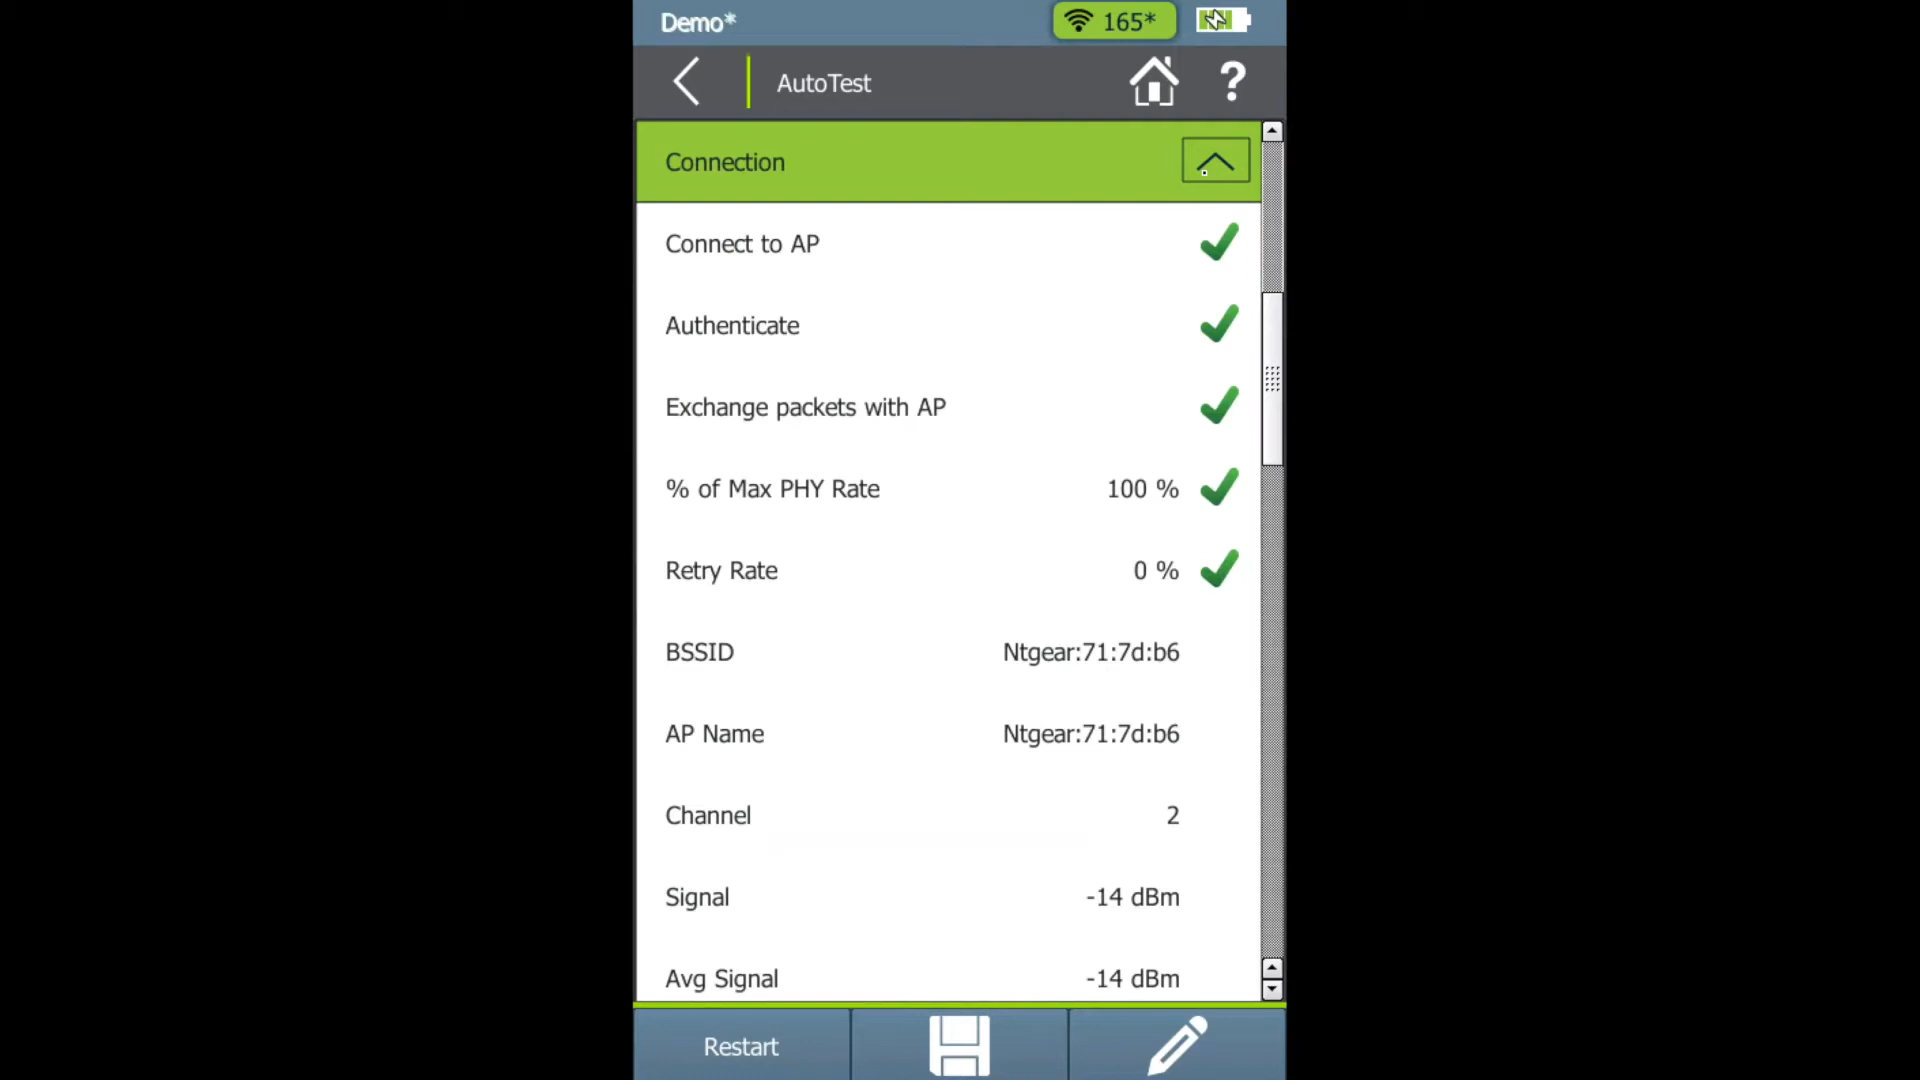 Demo* 165*
AutoTest ?
Connection
Connect to AP
Authenticate
Exchange packets with AP
% of Max PHY Rate 100 %
Retry Rate 0 %
BSSID Ntgear:71:7d:b6
AP Name Ntgear:71:7d:b6
Channel 2
Signal -14 dBm
Avg Signal -14 dBm
Restart